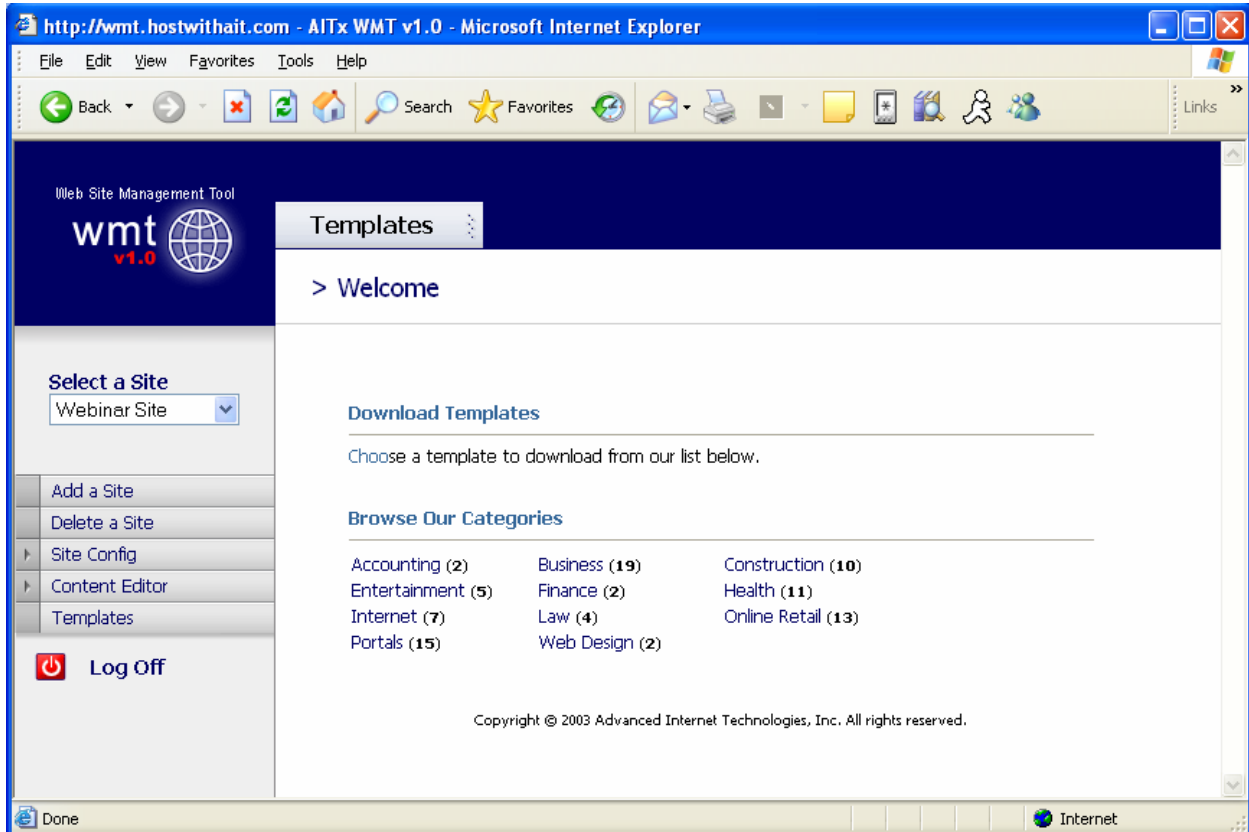 http://wmt.hostwithait.com - AITx WMT v1.0 - Microsoft Internet Explorer
File Edit View Favorites Tools Help
Back Search Favorites Links
Web Site Management Tool
wmt
v1.0
Templates
> Welcome
Select a Site
Webinar Site
Add a Site
Delete a Site
Site Config
Content Editor
Templates
Log Off
Download Templates
Choose a template to download from our list below.
Browse Our Categories
Accounting (2) Business (19) Construction (10)
Entertainment (5) Finance (2) Health (11)
Internet (7) Law (4) Online Retail (13)
Portals (15) Web Design (2)
Copyright © 2003 Advanced Internet Technologies, Inc. All rights reserved.
Done Internet